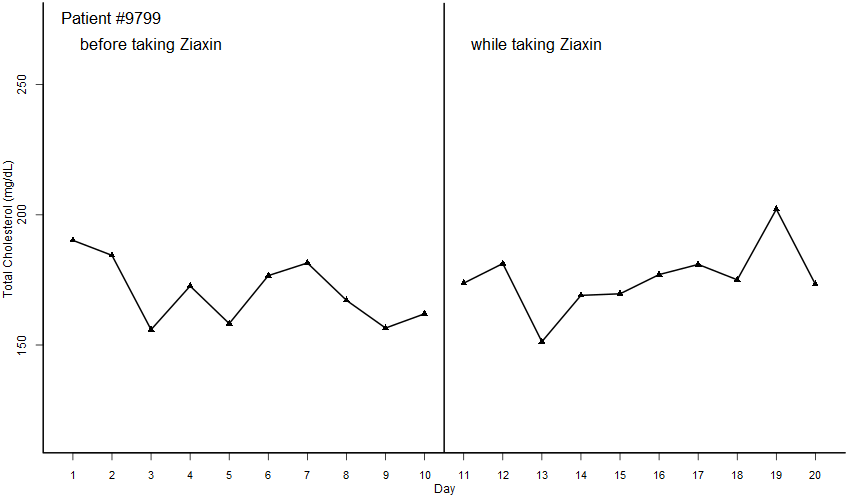 Patient #9799
before taking Ziaxin
while taking Ziaxin
Total Cholesterol (mg/dL)
250
200
150
1 2 3 4 5 6 7 8 9 10 11 12 13 14 15 16 17 18 19 20
Day